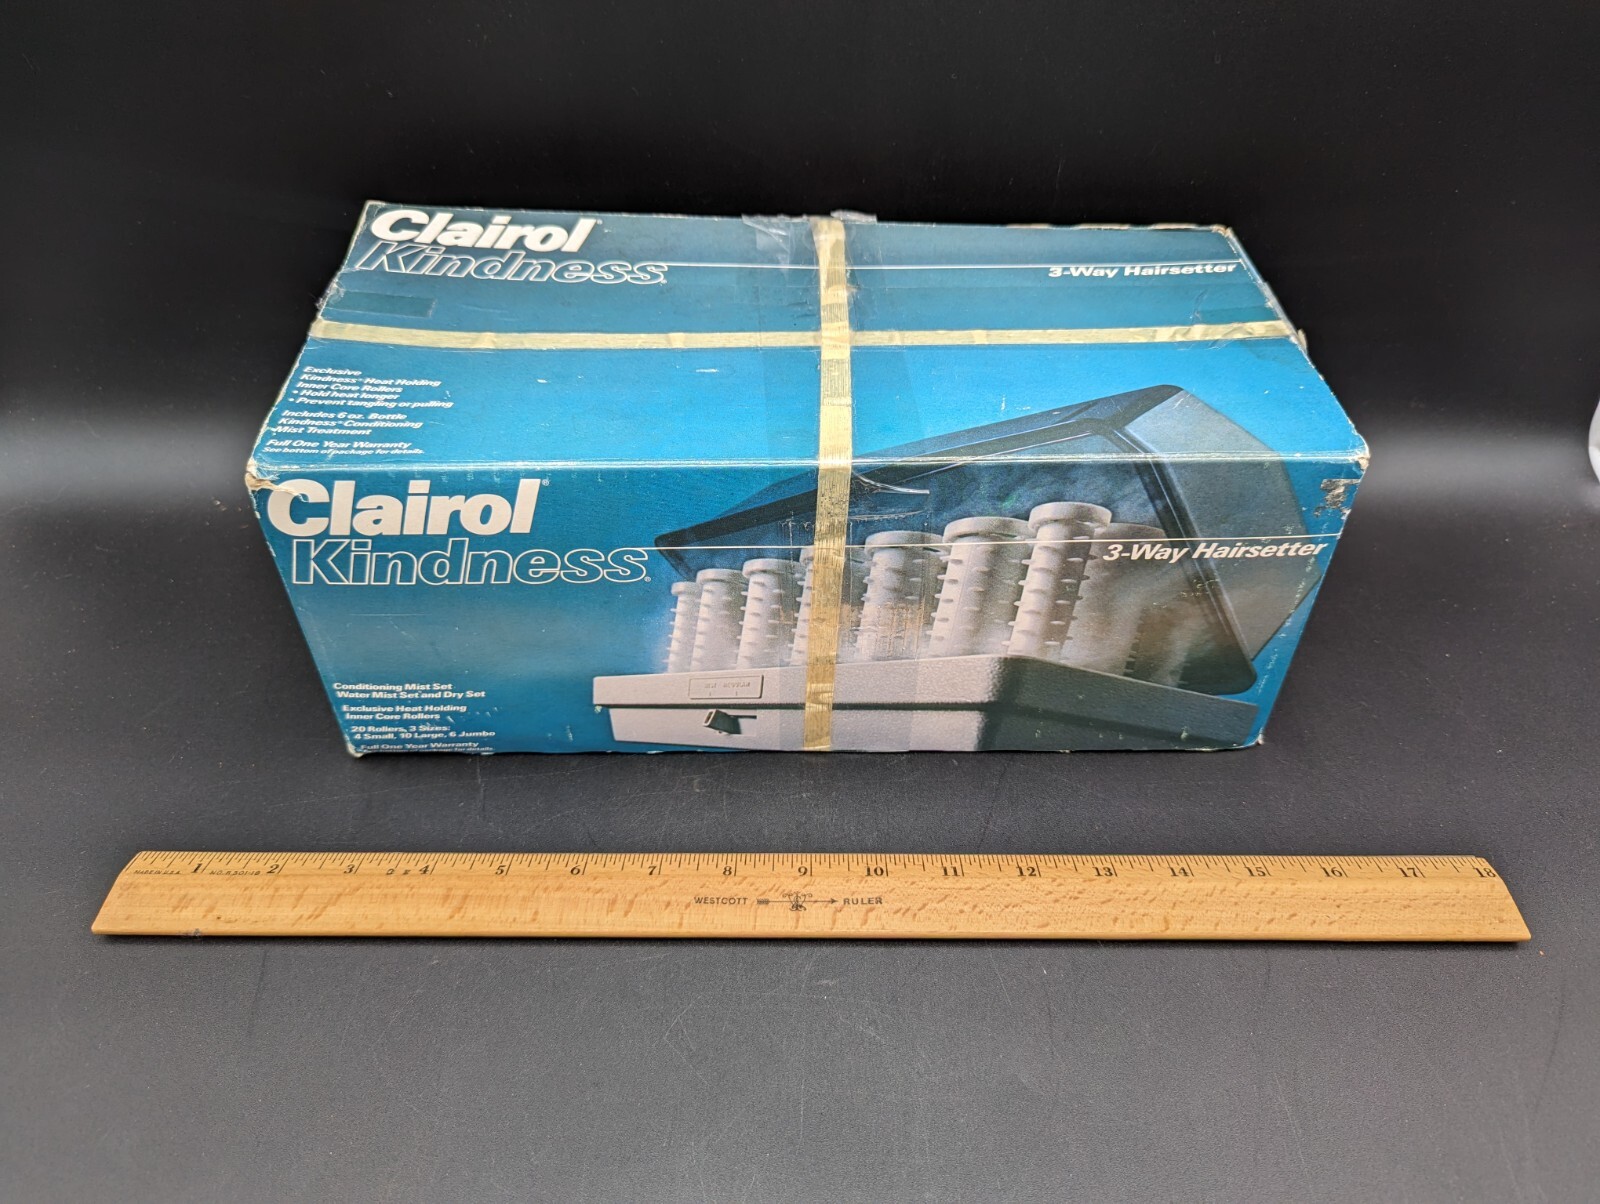 Clairol®
Kindness®
3-Way Hairsetter
Exclusive
Kindness® Heat Holding
Inner Core Rollers
• Hold heat longer
• Prevent tangling or pulling
Includes 6 oz. Bottle
Kindness® Conditioning
Mist Treatment
Full One Year Warranty
See bottom of package for details.
Clairol®
Kindness®
3-Way Hairsetter
Conditioning Mist Set
Water Mist Set and Dry Set
Exclusive Heat Holding
Inner Core Rollers
20 Rollers, 3 Sizes:
4 Small, 10 Large, 6 Jumbo
Full One Year Warranty
for details.
1 2 3 4 5 6 7 8 9 10 11 12 13 14 15 16 17 18
MADE IN U.S.A.
WESTCOTT RULER